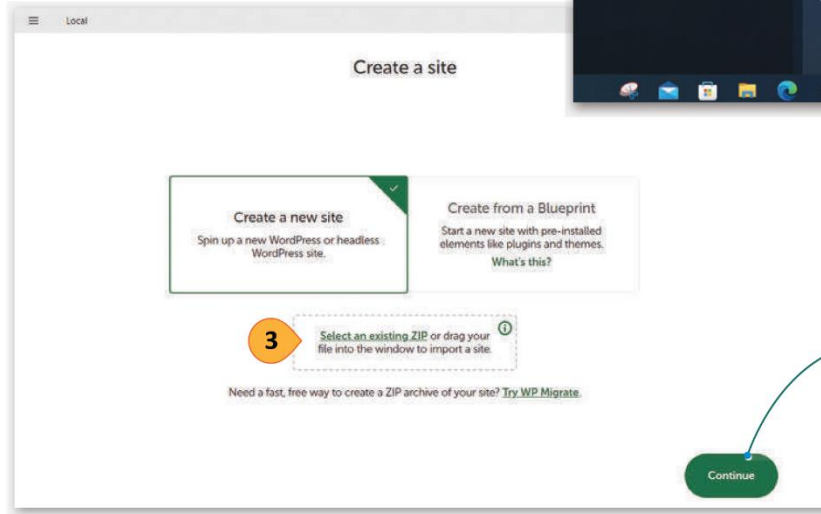 Local
Create a site
Create a new site
Spin up a new WordPress or headless
WordPress site.
Create from a Blueprint
Start a new site with pre-installed
elements like plugins and themes.
What's this?
3
Select an existing ZIP or drag your
file into the window to import a site.
Need a fast, free way to create a ZIP archive of your site? Try WP Migrate.
Continue